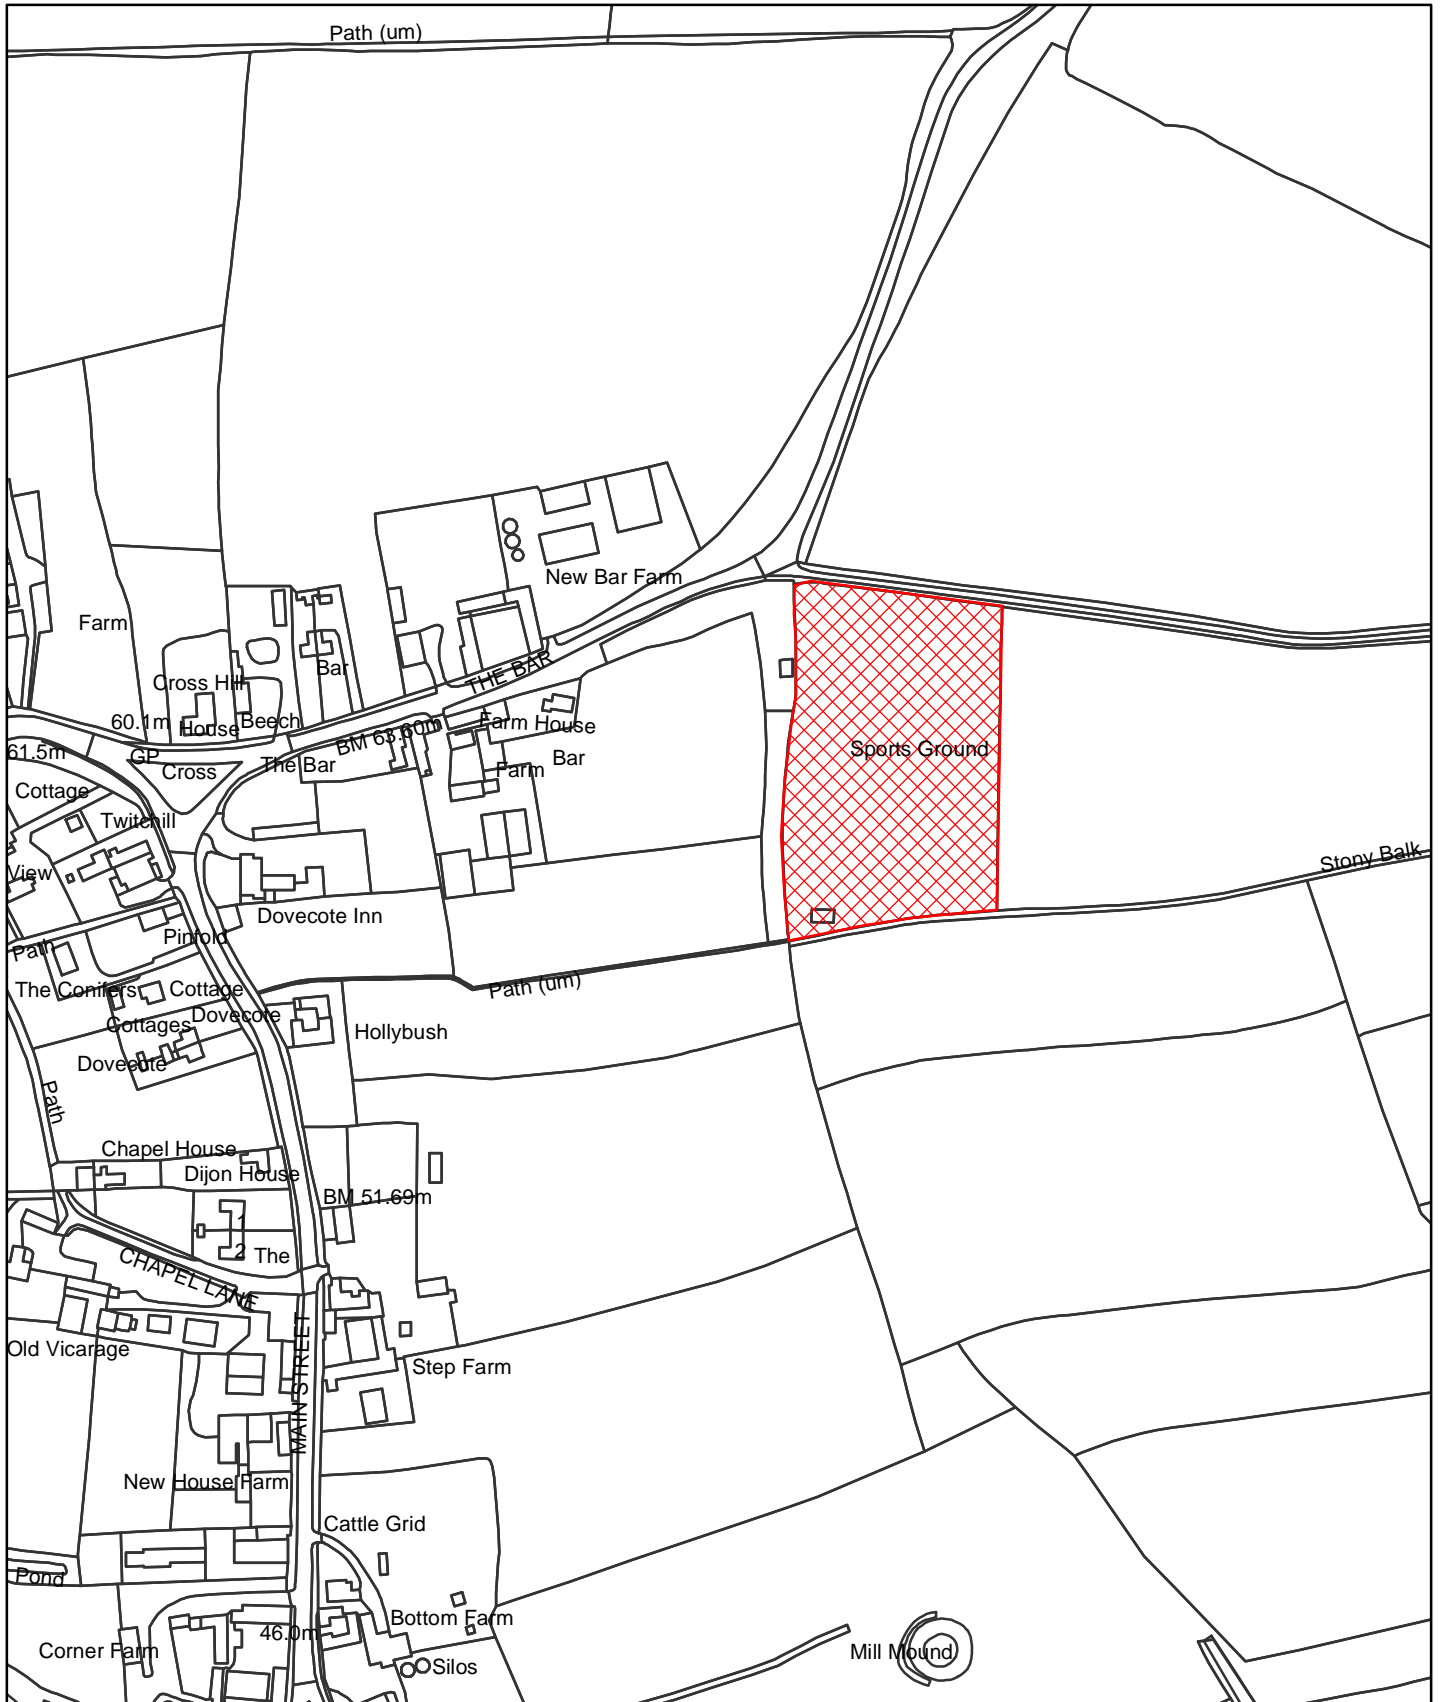 Path (um)
New Bar Farm
Farm
Bar
THE BAR
Cross Hill
House
60.1m
Beech
BM 63.60m
Farm House
Bar
Farm
61.5m
GP
Cross
The Bar
Sports Ground
Cottage
Twitchill
View
Stony Balk
Dovecote Inn
Pinfold
Path
The Conifers
Cottage
Path (um)
Cottages
Dovecote
Hollybush
Dovecote
Path
Chapel House
Dijon House
BM 51.69m
1
2
The
CHAPEL LANE
MAIN STREET
Old Vicarage
Step Farm
New House Farm
Cattle Grid
Pond
Bottom Farm
46.0m
Corner Farm
Silos
Mill Mound